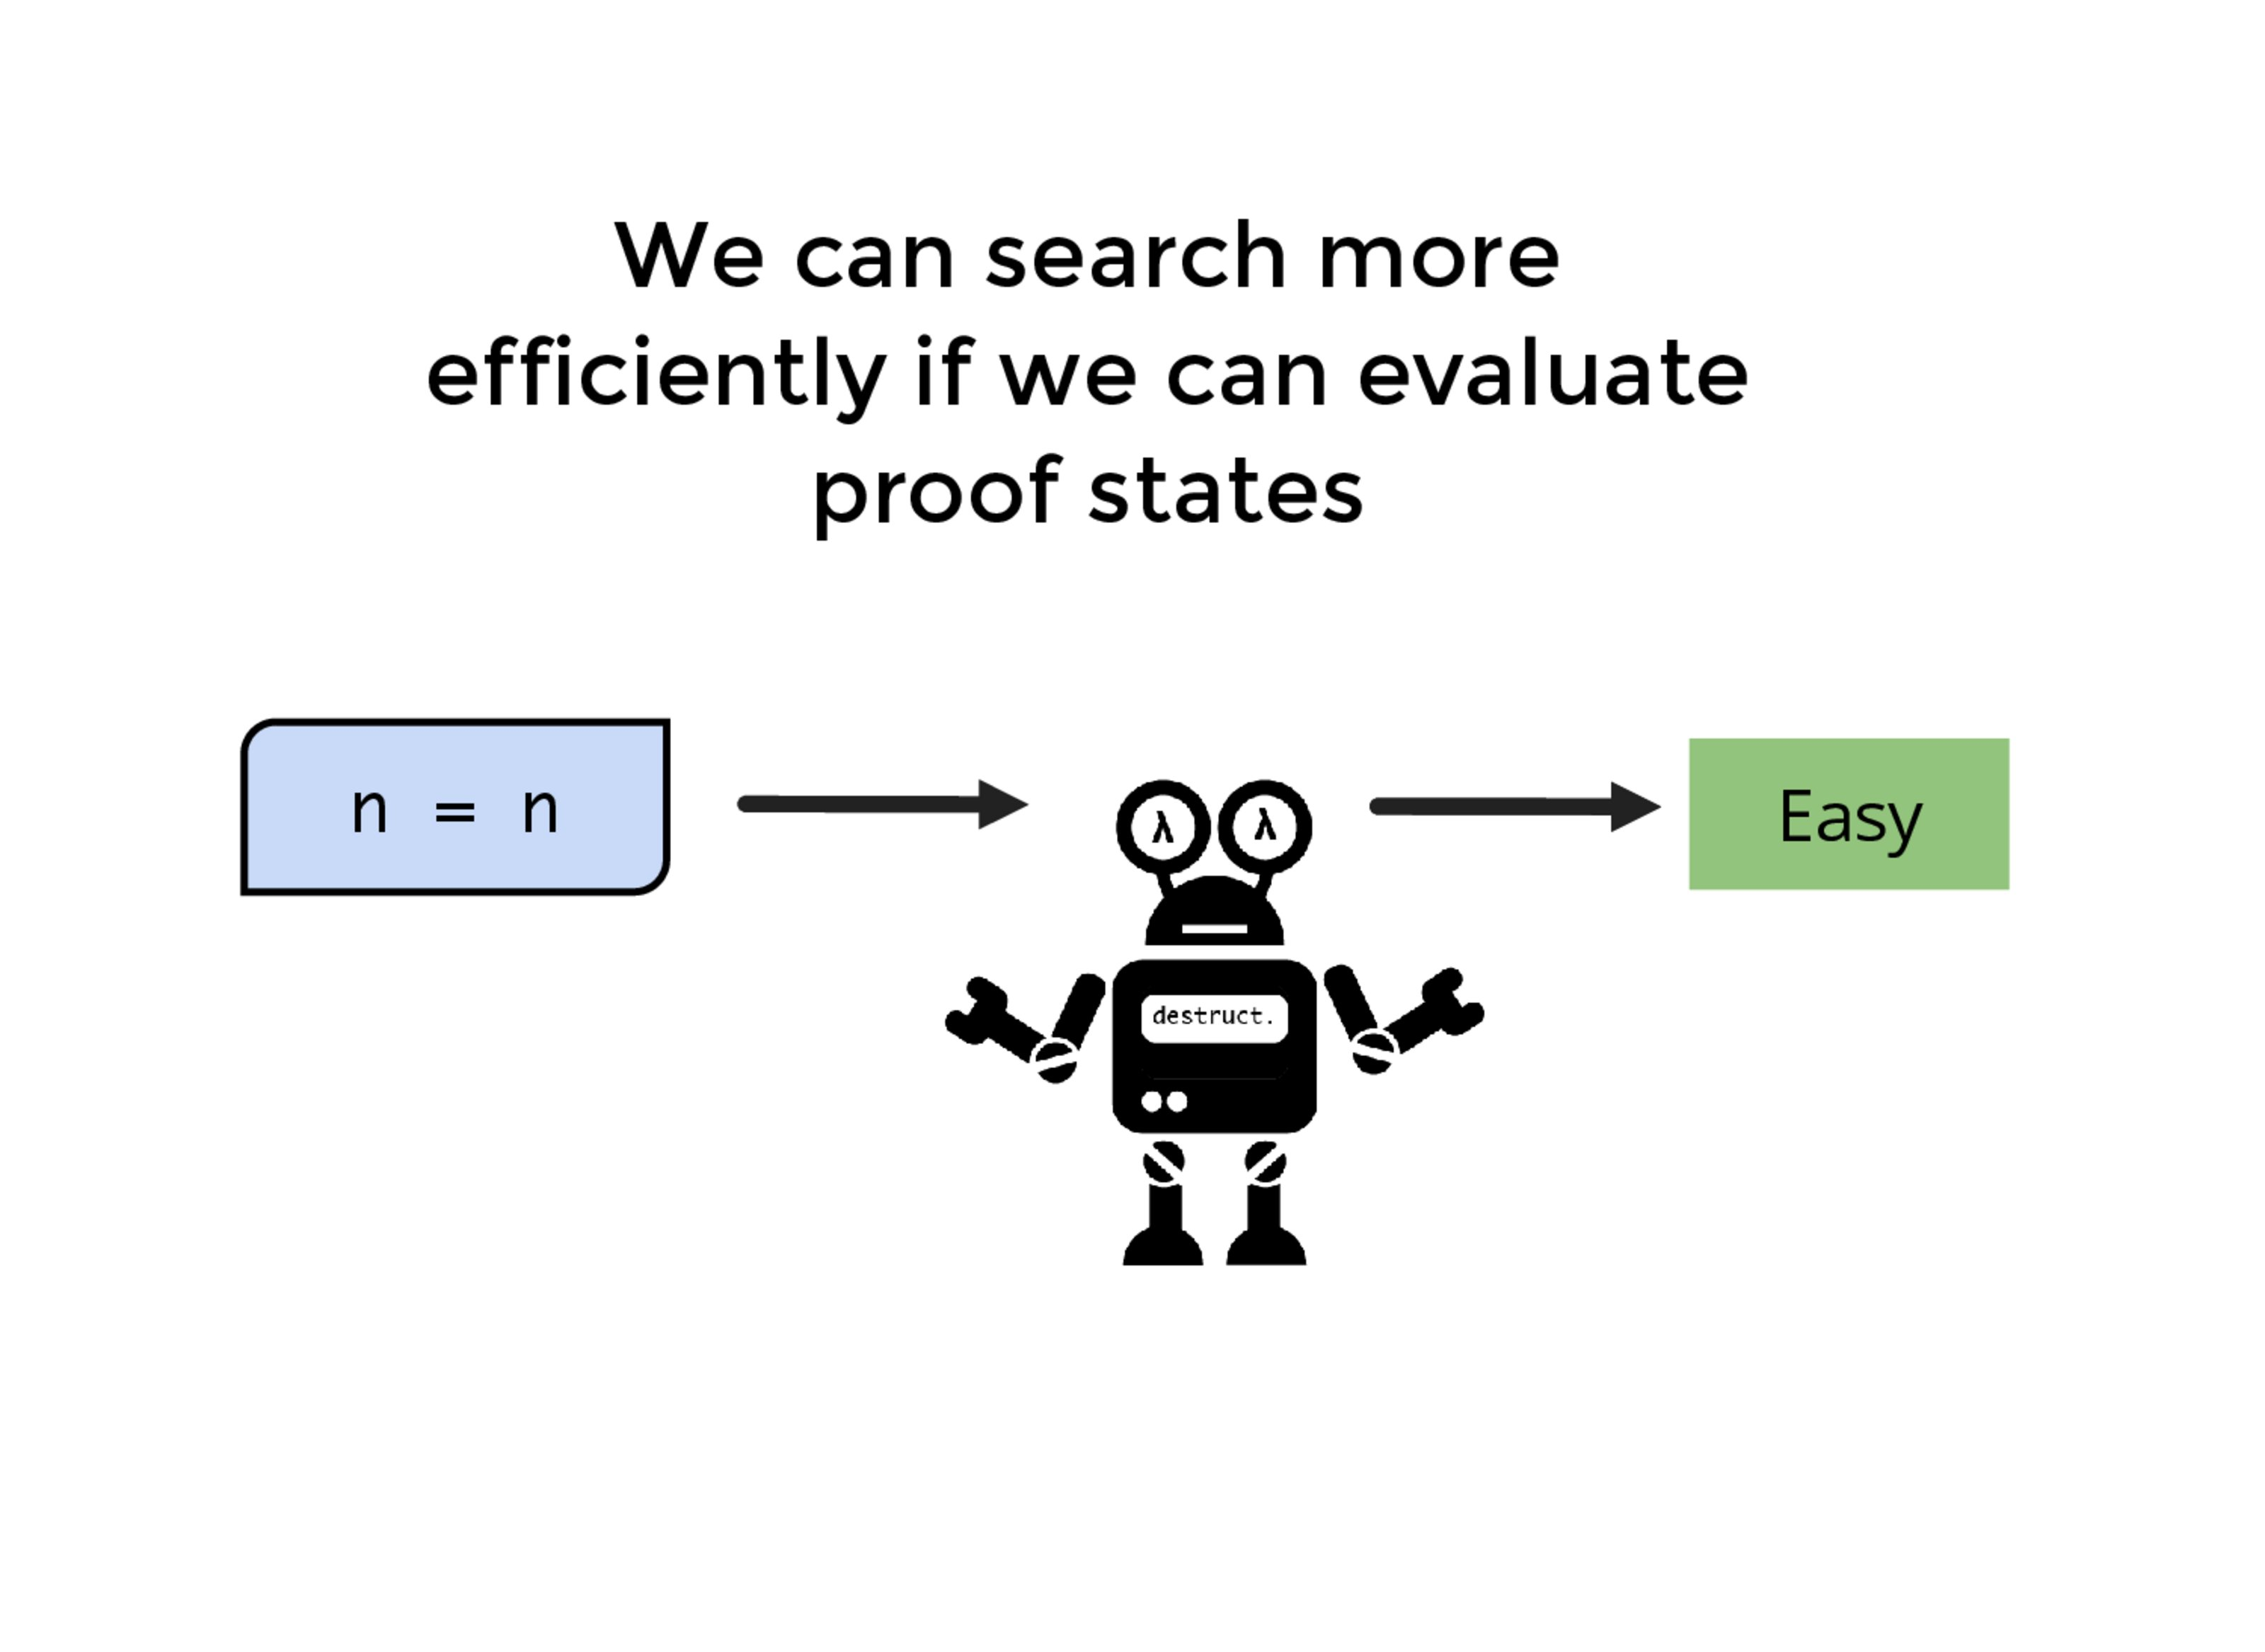 We can search more
efficiently if we can evaluate
proof states
n = n
λ λ
Easy
destruct.